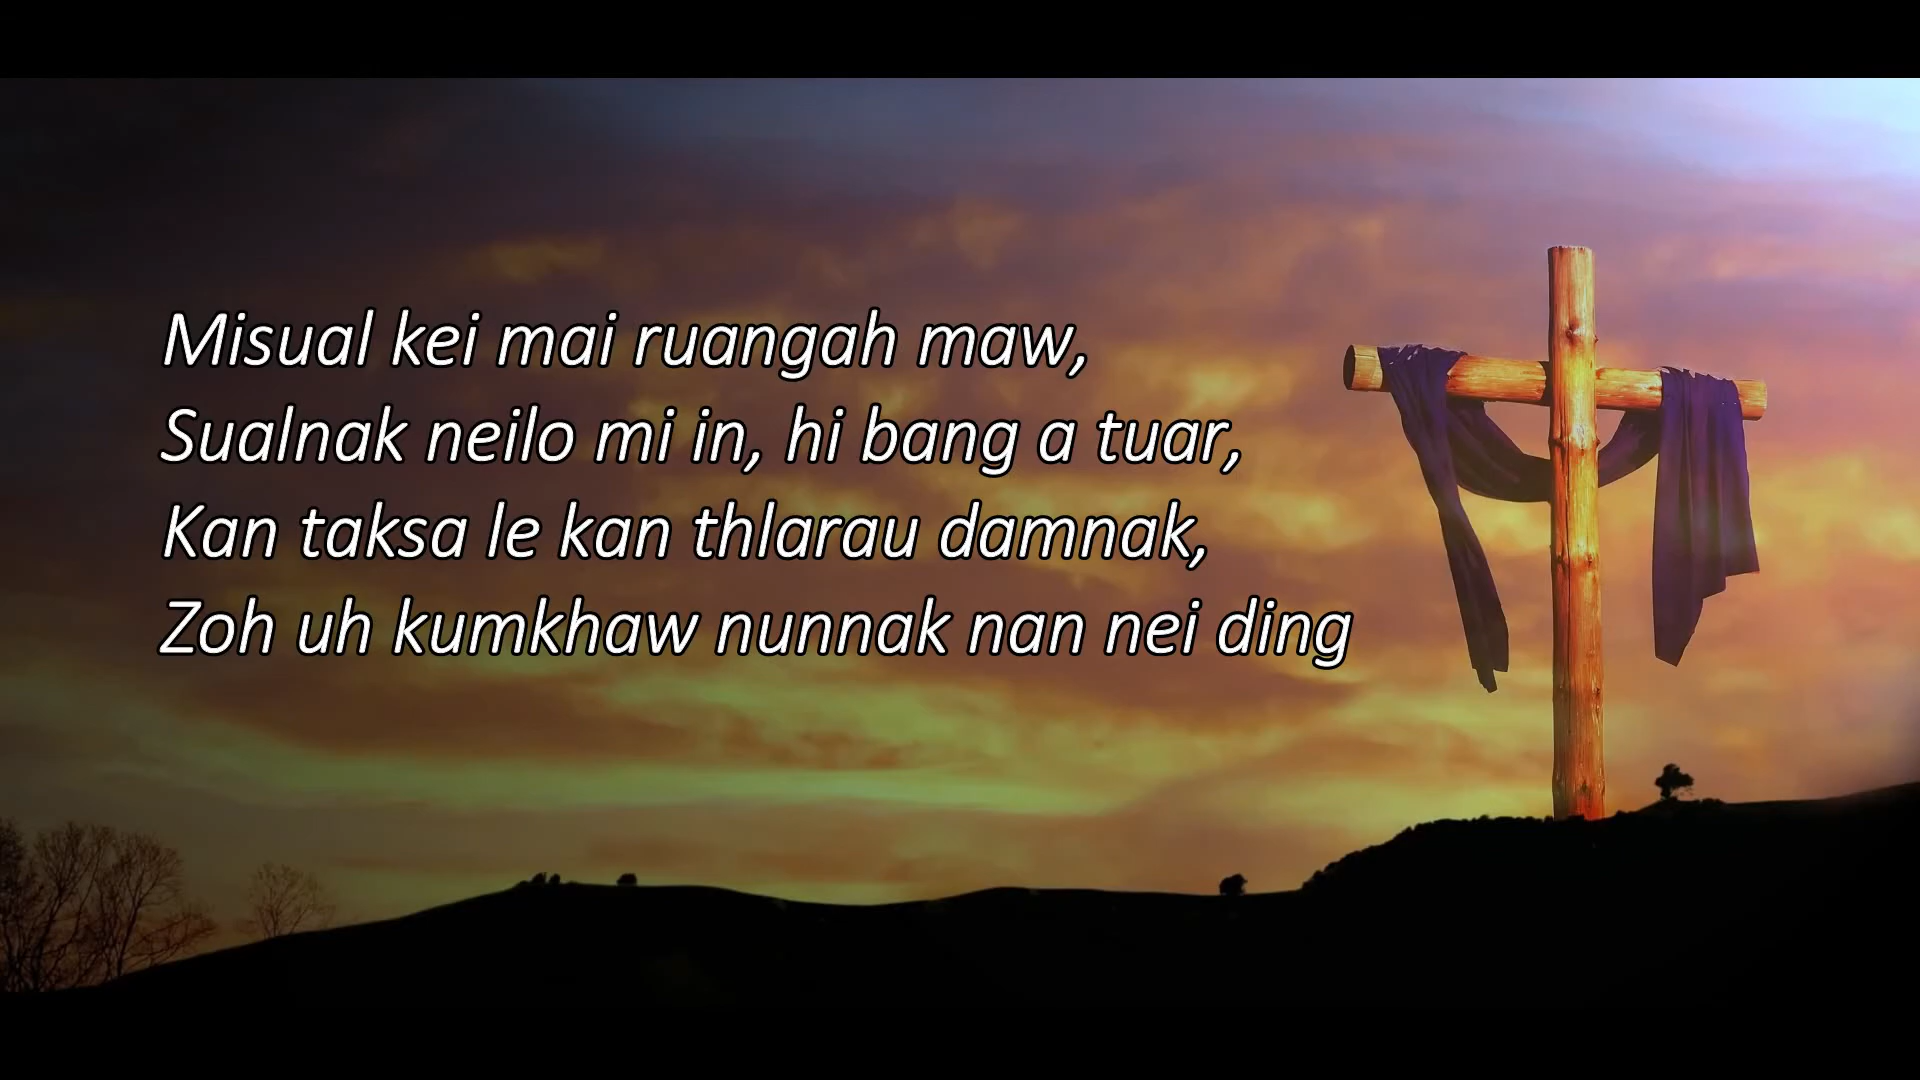 Misual kei mai ruangah maw,
Sualnak neilo mi in, hi bang a tuar,
Kan taksa le kan thlarau damnak,
Zoh uh kumkhaw nunnak nan nei ding